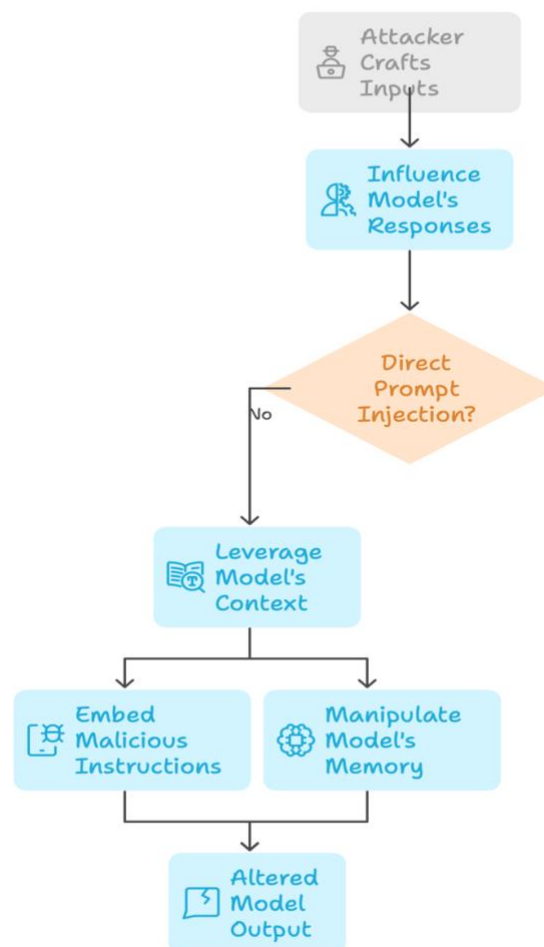 Attacker
Crafts
Inputs
Influence
Model's
Responses
Direct
Prompt
Injection?
No
Leverage
Model's
Context
Embed
Malicious
Instructions
Manipulate
Model's
Memory
Altered
Model
Output